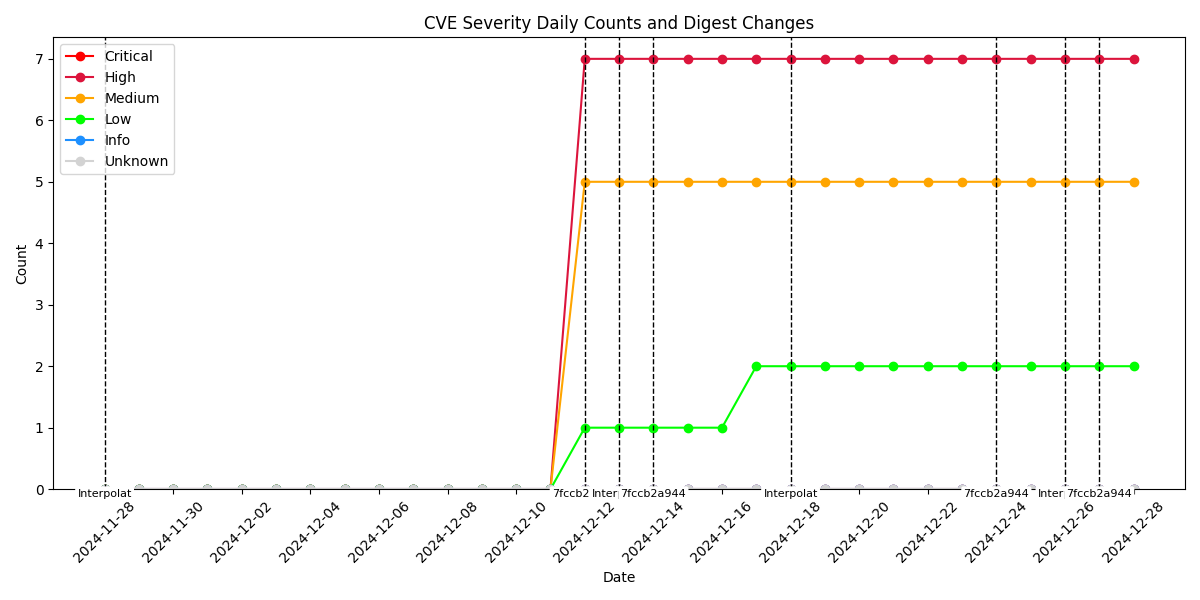 CVE Severity Daily Counts and Digest Changes
Critical
High
Medium
Low
Info
Unknown
7
6
5
4
3
2
1
0
Count
Interpolat
7fccb2
Inter
7fccb2a944
Interpolat
7fccb2a944
Inter
7fccb2a944
2024-11-28
2024-11-30
2024-12-02
2024-12-04
2024-12-06
2024-12-08
2024-12-10
2024-12-12
2024-12-14
2024-12-16
2024-12-18
2024-12-20
2024-12-22
2024-12-24
2024-12-26
2024-12-28
Date